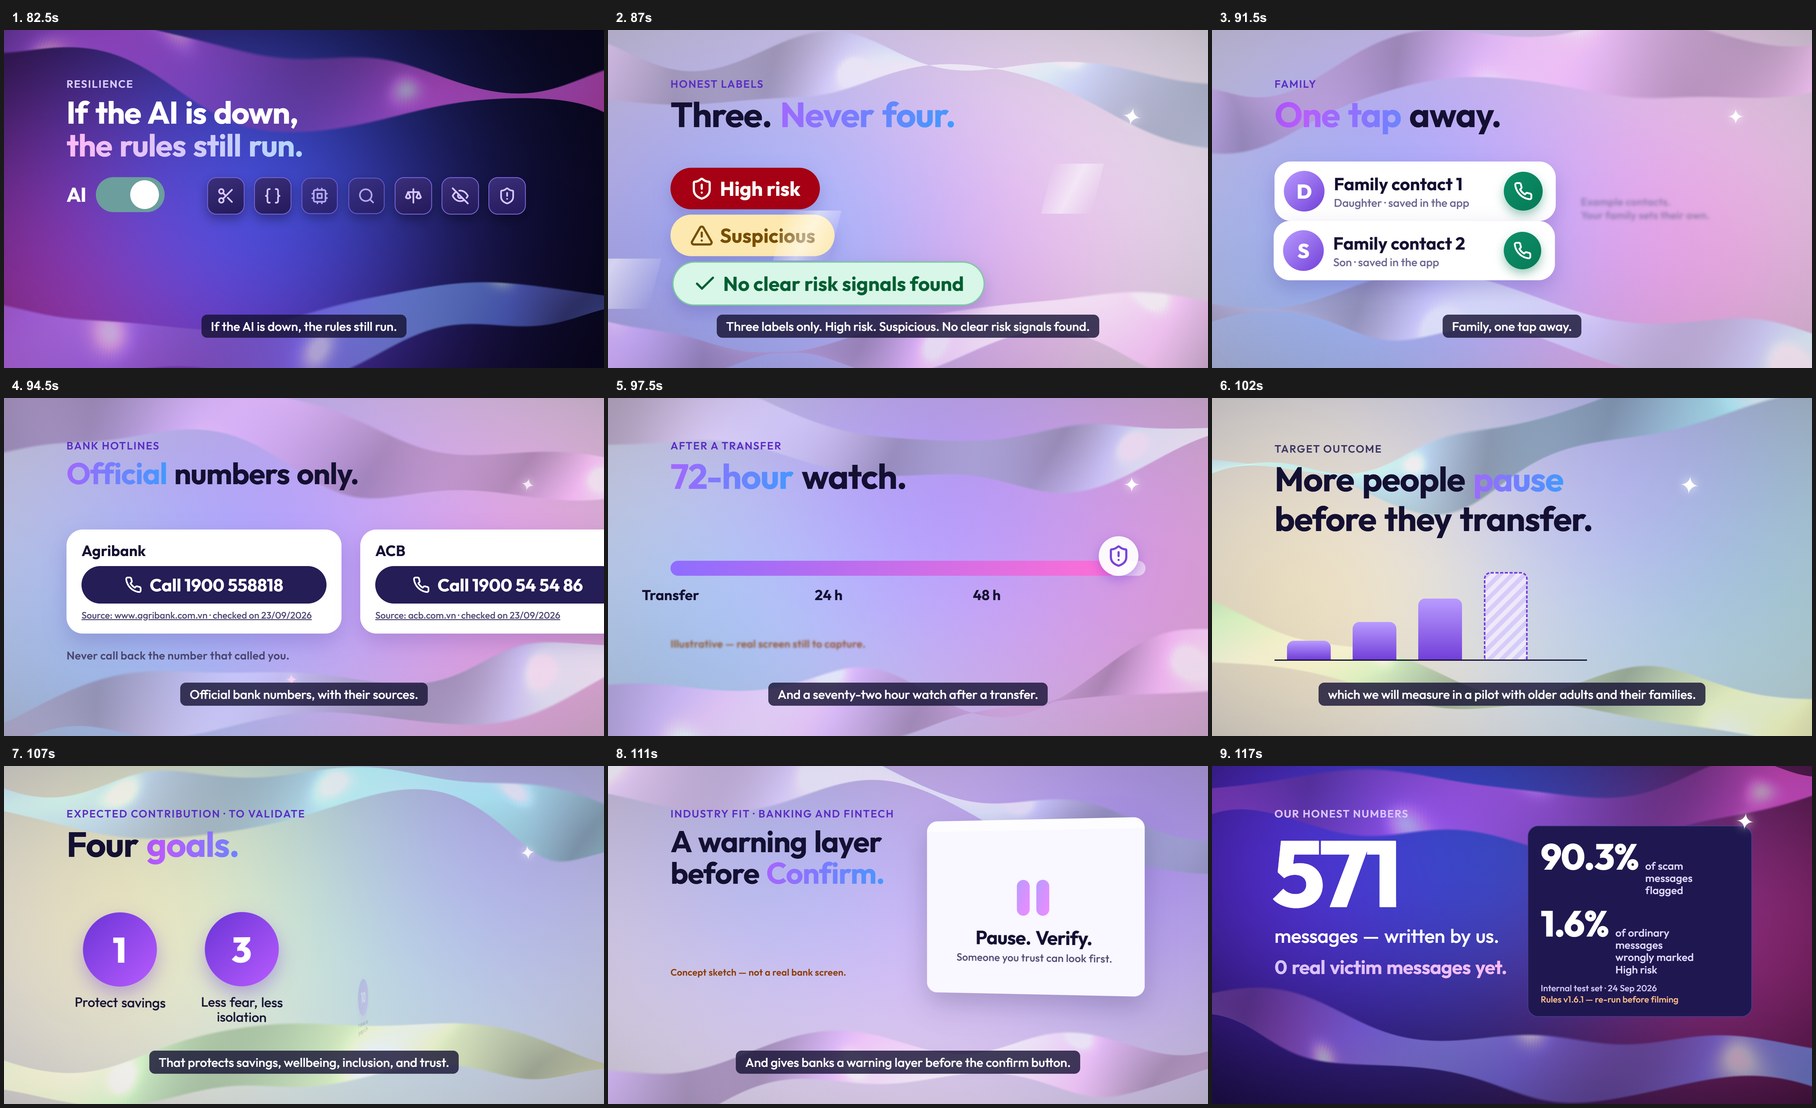 1. 82.5s
RESILIENCE
If the AI is down,
the rules still run.
AI
If the AI is down, the rules still run.
2. 87s
HONEST LABELS
Three. Never four.
High risk
Suspicious
No clear risk signals found
Three labels only. High risk. Suspicious. No clear risk signals found.
3. 91.5s
FAMILY
One tap away.
D
Family contact 1
Daughter · saved in the app
S
Family contact 2
Son · saved in the app
Example contacts.
Your family sets their own.
Family, one tap away.
4. 94.5s
BANK HOTLINES
Official numbers only.
Agribank
Call 1900 558818
Source: www.agribank.com.vn · checked on 23/09/2026
ACB
Call 1900 54 54 86
Source: acb.com.vn · checked on 23/09/2026
Never call back the number that called you.
Official bank numbers, with their sources.
5. 97.5s
AFTER A TRANSFER
72-hour watch.
Transfer
24 h
48 h
Illustrative — real screen still to capture.
And a seventy-two hour watch after a transfer.
6. 102s
TARGET OUTCOME
More people pause
before they transfer.
which we will measure in a pilot with older adults and their families.
7. 107s
EXPECTED CONTRIBUTION · TO VALIDATE
Four goals.
1
Protect savings
3
Less fear, less
isolation
That protects savings, wellbeing, inclusion, and trust.
8. 111s
INDUSTRY FIT · BANKING AND FINTECH
A warning layer
before Confirm.
Pause. Verify.
Someone you trust can look first.
Concept sketch — not a real bank screen.
And gives banks a warning layer before the confirm button.
9. 117s
OUR HONEST NUMBERS
571
messages — written by us.
0 real victim messages yet.
90.3%
of scam
messages
flagged
1.6%
of ordinary
messages
wrongly marked
High risk
Internal test set · 24 Sep 2026
Rules v1.6.1 — re-run before filming